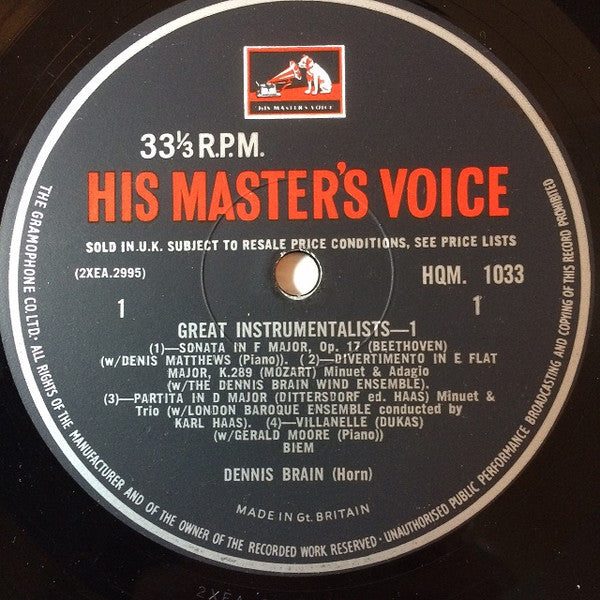 HIS MASTER'S VOICE
33⅓ R.P.M.
HIS MASTER'S VOICE
SOLD IN U.K. SUBJECT TO RESALE PRICE CONDITIONS, SEE PRICE LISTS
(2XEA.2995)
HQM. 1033
1
1
GREAT INSTRUMENTALISTS—1
(1)—SONATA IN F MAJOR, Op. 17 (BEETHOVEN)
(w/DENIS MATTHEWS (Piano)). (2)—DIVERTIMENTO IN E FLAT
MAJOR, K.289 (MOZART) Minuet & Adagio
(w/THE DENNIS BRAIN WIND ENSEMBLE).
(3)—PARTITA IN D MAJOR (DITTERSDORF ed. HAAS) Minuet &
Trio (w/LONDON BAROQUE ENSEMBLE conducted by
KARL HAAS). (4)—VILLANELLE (DUKAS)
(w/GERALD MOORE (Piano))
BIEM
DENNIS BRAIN (Horn)
MADE IN Gt. BRITAIN
THE GRAMOPHONE CO. LTD. · ALL RIGHTS OF THE MANUFACTURER AND OF THE OWNER OF THE RECORDED WORK RESERVED · UNAUTHORISED PUBLIC PERFORMANCE BROADCASTING AND COPYING OF THIS RECORD PROHIBITED